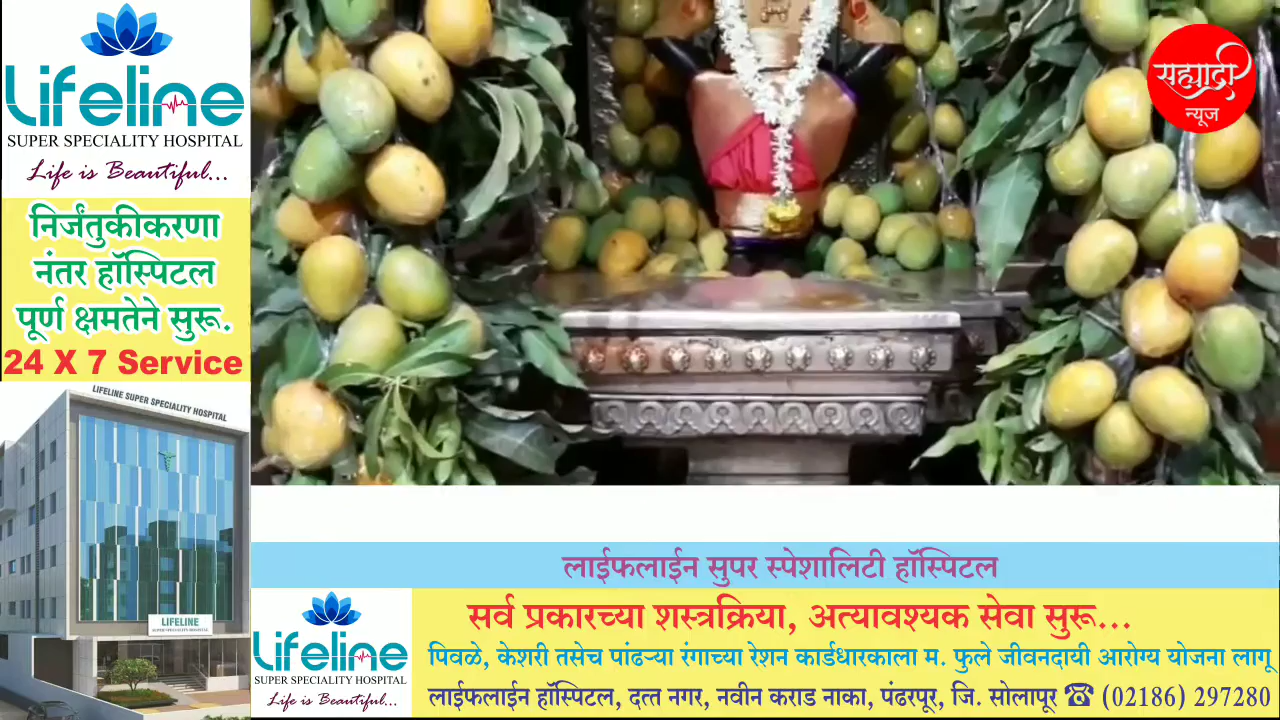 Lifeline
SUPER SPECIALITY HOSPITAL
Life is Beautiful...
निर्जंतुकीकरणा
नंतर हॉस्पिटल
पूर्ण क्षमतेने सुरू.
24 X 7 Service
LIFELINE SUPER SPECIALITY HOSPITAL
LIFELINE
SUPER SPECIALITY HOSPITAL
सह्याद्री
न्यूज
लाईफलाईन सुपर स्पेशालिटी हॉस्पिटल
Lifeline
SUPER SPECIALITY HOSPITAL
Life is Beautiful...
सर्व प्रकारच्या शस्त्रक्रिया, अत्यावश्यक सेवा सुरू...
पिवळे, केशरी तसेच पांढऱ्या रंगाच्या रेशन कार्डधारकाला म. फुले जीवनदायी आरोग्य योजना लागू
लाईफलाईन हॉस्पिटल, दत्त नगर, नवीन कराड नाका, पंढरपूर, जि. सोलापूर ☎ (02186) 297280